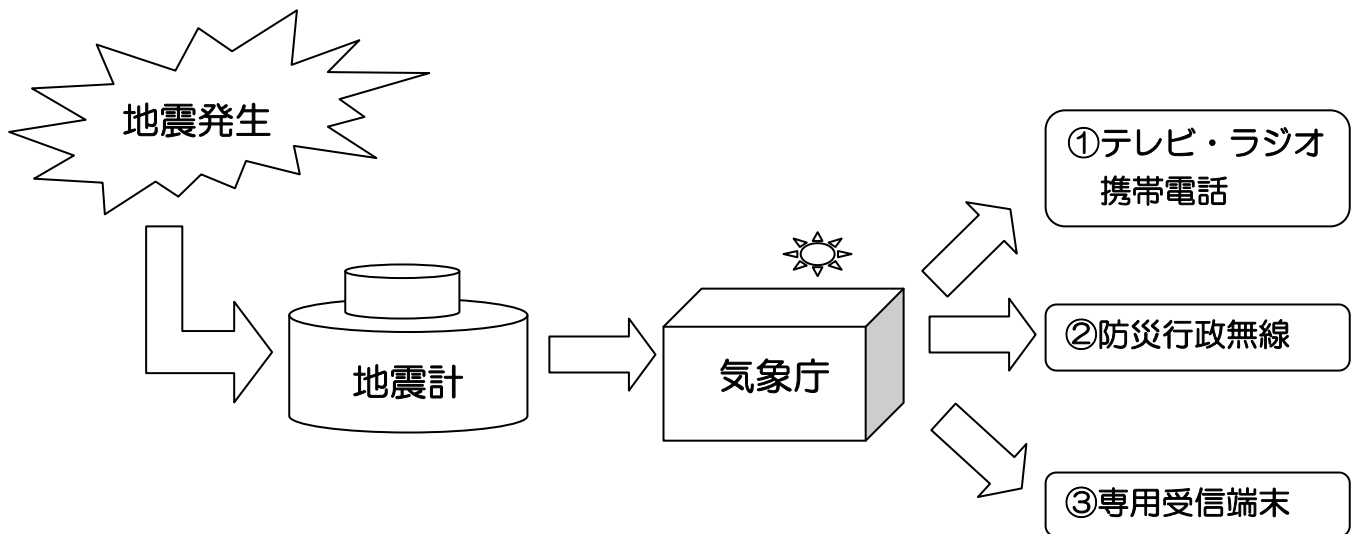 地震発生
地震計
気象庁
①テレビ・ラジオ
携帯電話
②防災行政無線
③専用受信端末